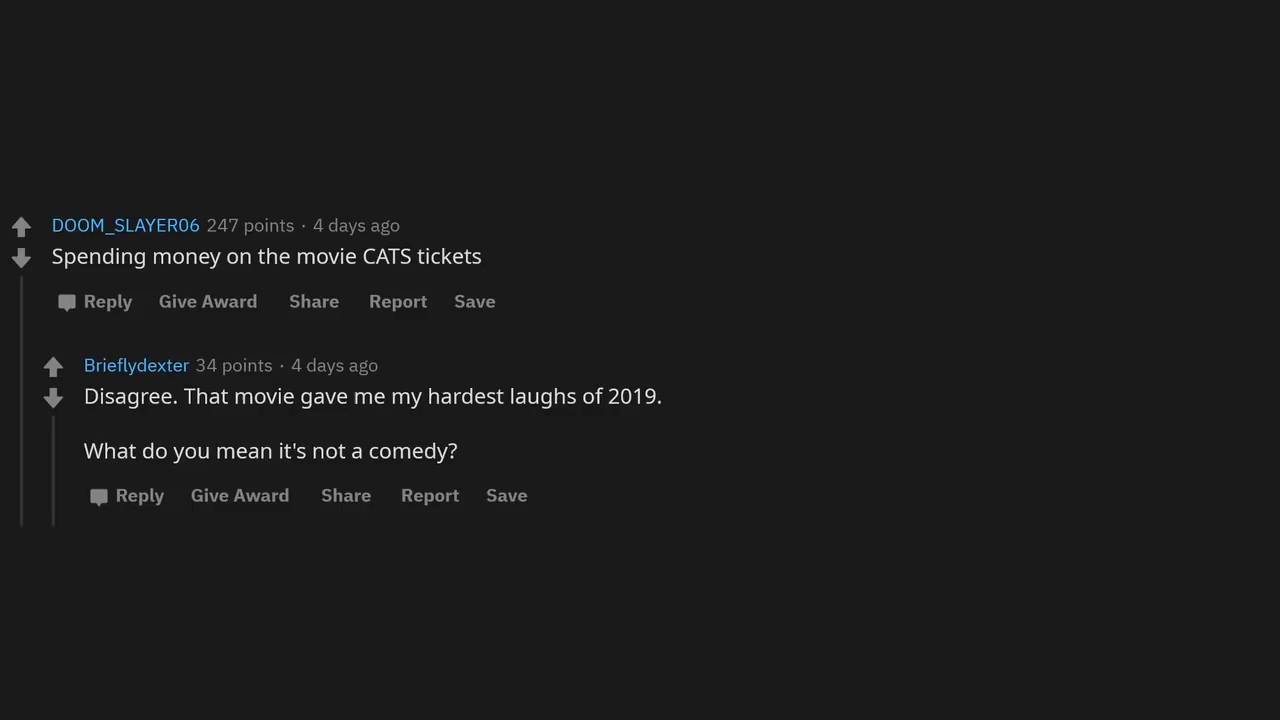 DOOM_SLAYER06 247 points · 4 days ago
Spending money on the movie CATS tickets
Reply Give Award Share Report Save
Brieflydexter 34 points · 4 days ago
Disagree. That movie gave me my hardest laughs of 2019.
What do you mean it's not a comedy?
Reply Give Award Share Report Save